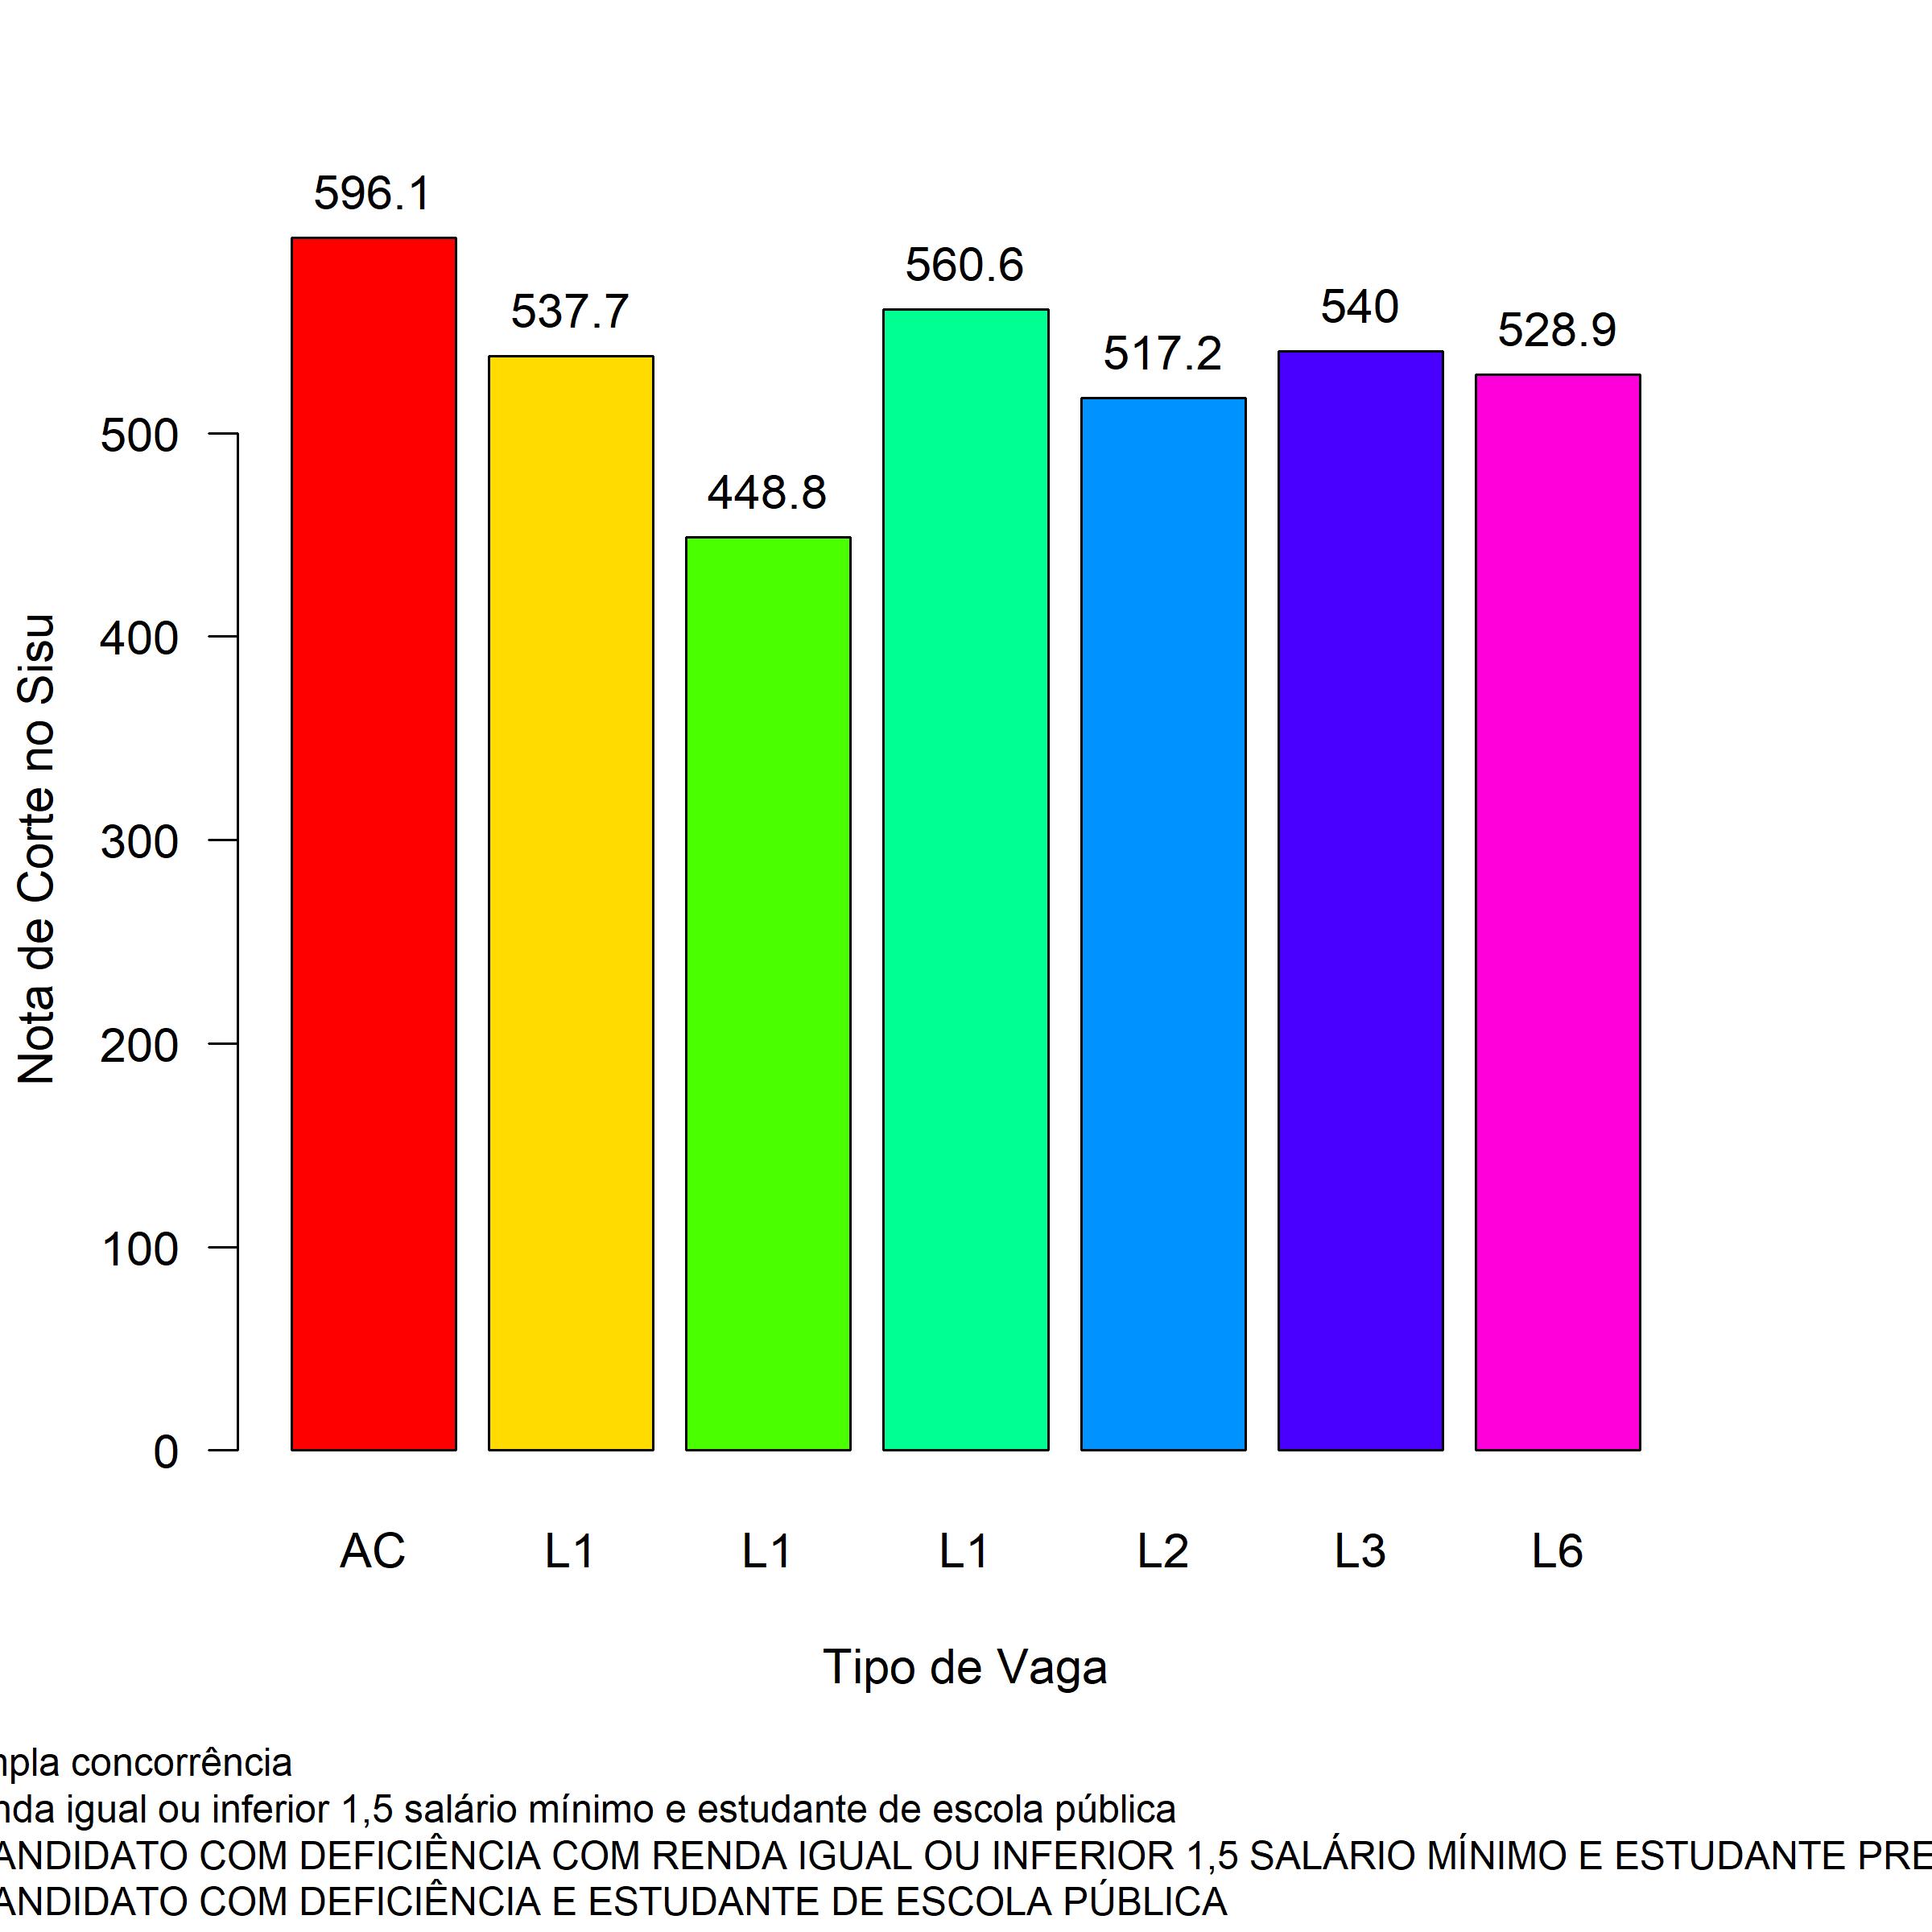 596.1
537.7
448.8
560.6
517.2
540
528.9
500
400
300
200
100
0
Nota de Corte no Sisu
AC L1 L1 L1 L2 L3 L6
Tipo de Vaga
mpla concorrência
nda igual ou inferior 1,5 salário mínimo e estudante de escola pública
ANDIDATO COM DEFICIÊNCIA COM RENDA IGUAL OU INFERIOR 1,5 SALÁRIO MÍNIMO E ESTUDANTE PRE
ANDIDATO COM DEFICIÊNCIA E ESTUDANTE DE ESCOLA PÚBLICA